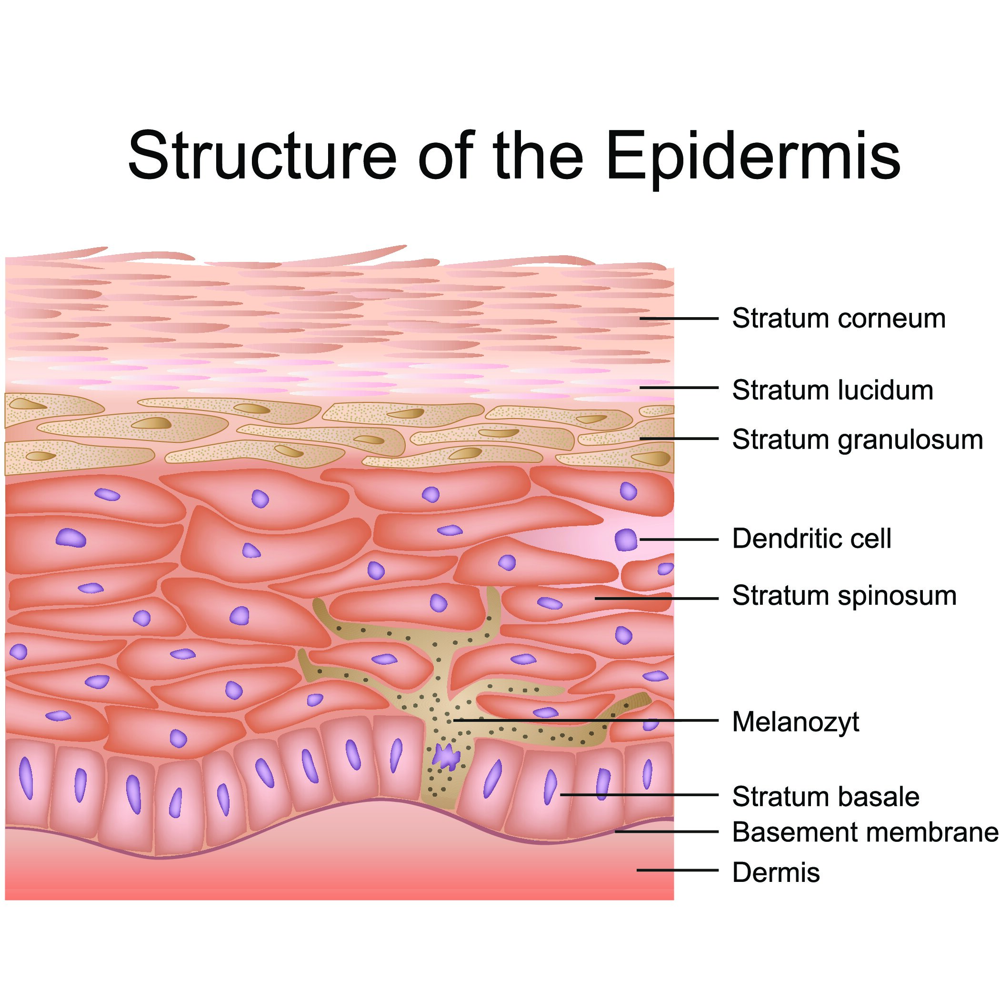 Structure of the Epidermis
Stratum corneum
Stratum lucidum
Stratum granulosum
Dendritic cell
Stratum spinosum
Melanozyt
Stratum basale
Basement membrane
Dermis